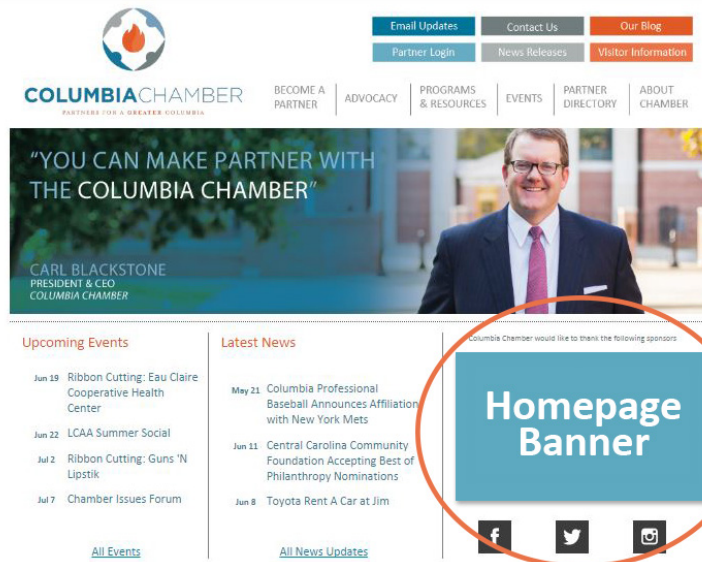 Email Updates
Contact Us
Our Blog
Partner Login
News Releases
Visitor Information
COLUMBIACHAMBER
PARTNERS FOR A GREATER COLUMBIA
BECOME A
PARTNER
ADVOCACY
PROGRAMS
& RESOURCES
EVENTS
PARTNER
DIRECTORY
ABOUT
CHAMBER
"YOU CAN MAKE PARTNER WITH
THE COLUMBIA CHAMBER"
CARL BLACKSTONE
PRESIDENT & CEO
COLUMBIA CHAMBER
Upcoming Events
Jun 19 Ribbon Cutting: Eau Claire
Cooperative Health
Center
Jun 22 LCAA Summer Social
Jul 2 Ribbon Cutting: Guns 'N
Lipstik
Jul 7 Chamber Issues Forum
All Events
Latest News
May 21 Columbia Professional
Baseball Announces Affiliation
with New York Mets
Jun 11 Central Carolina Community
Foundation Accepting Best of
Philanthropy Nominations
Jun 8 Toyota Rent A Car at Jim
All News Updates
Columbia Chamber would like to thank the following sponsors
Homepage
Banner